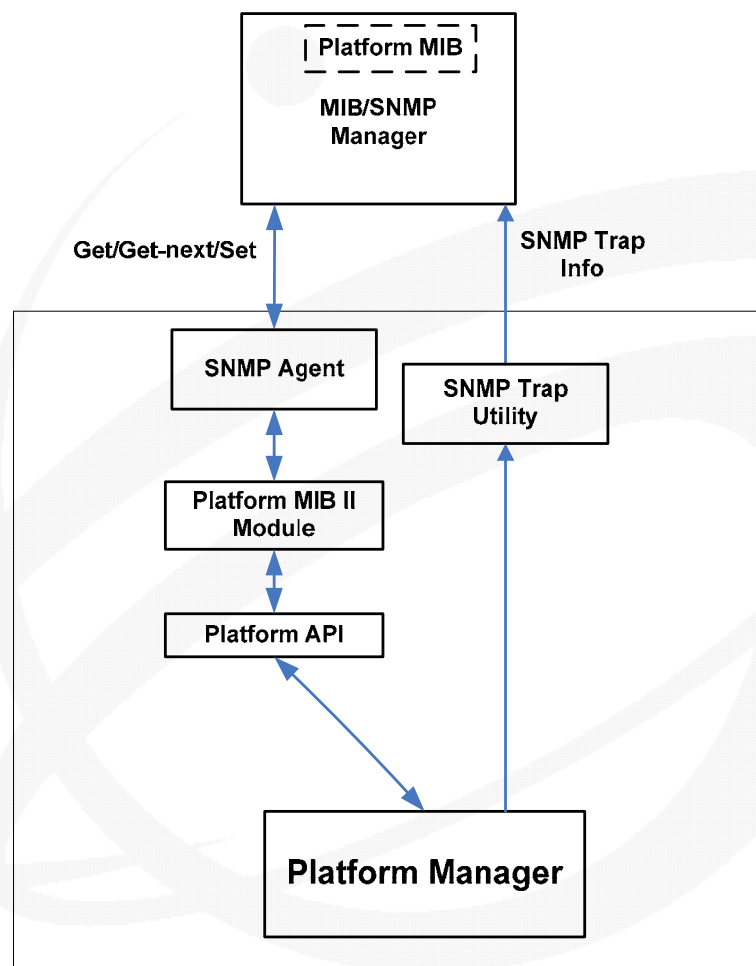 Platform MIB
MIB/SNMP
Manager
Get/Get-next/Set
SNMP Trap
Info
SNMP Agent
SNMP Trap
Utility
Platform MIB II
Module
Platform API
Platform Manager